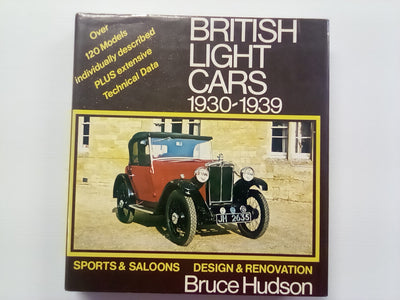 Over
120 Models
individually described
PLUS extensive
Technical Data
BRITISH
LIGHT
CARS
1930-1939
JH 2635
SPORTS & SALOONS DESIGN & RENOVATION
Bruce Hudson